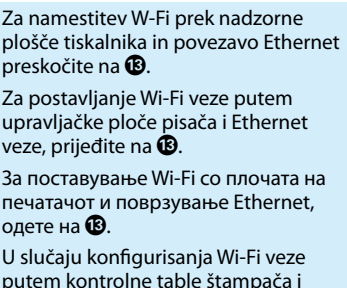 Za namestitev W-Fi prek nadzorne
plošče tiskalnika in povezavo Ethernet
preskočite na ⓭.
Za postavljanje Wi-Fi veze putem
upravljačke ploče pisača i Ethernet
veze, prijeđite na ⓭.
За поставување Wi-Fi со плочата на
печатачот и поврзување Ethernet,
одете на ⓭.
U slučaju konfigurisanja Wi-Fi veze
putem kontrolne table štampača i